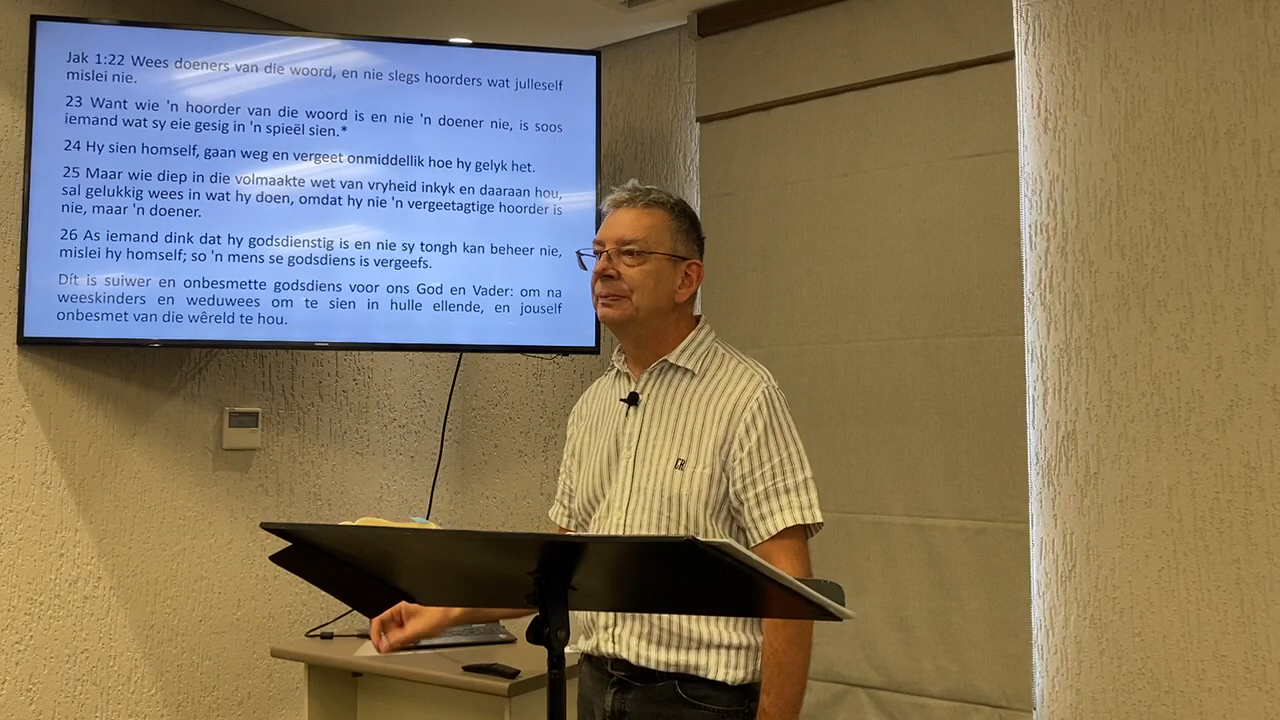 Jak 1:22 Wees doeners van die woord, en nie slegs hoorders wat julleself
mislei nie.
23 Want wie 'n hoorder van die woord is en nie 'n doener nie, is soos
iemand wat sy eie gesig in 'n spieël sien.*
24 Hy sien homself, gaan weg en vergeet onmiddellik hoe hy gelyk het.
25 Maar wie diep in die volmaakte wet van vryheid inkyk en daaraan hou,
sal gelukkig wees in wat hy doen, omdat hy nie 'n vergeetagtige hoorder is
nie, maar 'n doener.
26 As iemand dink dat hy godsdienstig is en nie sy tongh kan beheer nie,
mislei hy homself; so 'n mens se godsdiens is vergeefs.
Dít is suiwer en onbesmette godsdiens voor ons God en Vader: om na
weeskinders en weduwees om te sien in hulle ellende, en jouself
onbesmet van die wêreld te hou.